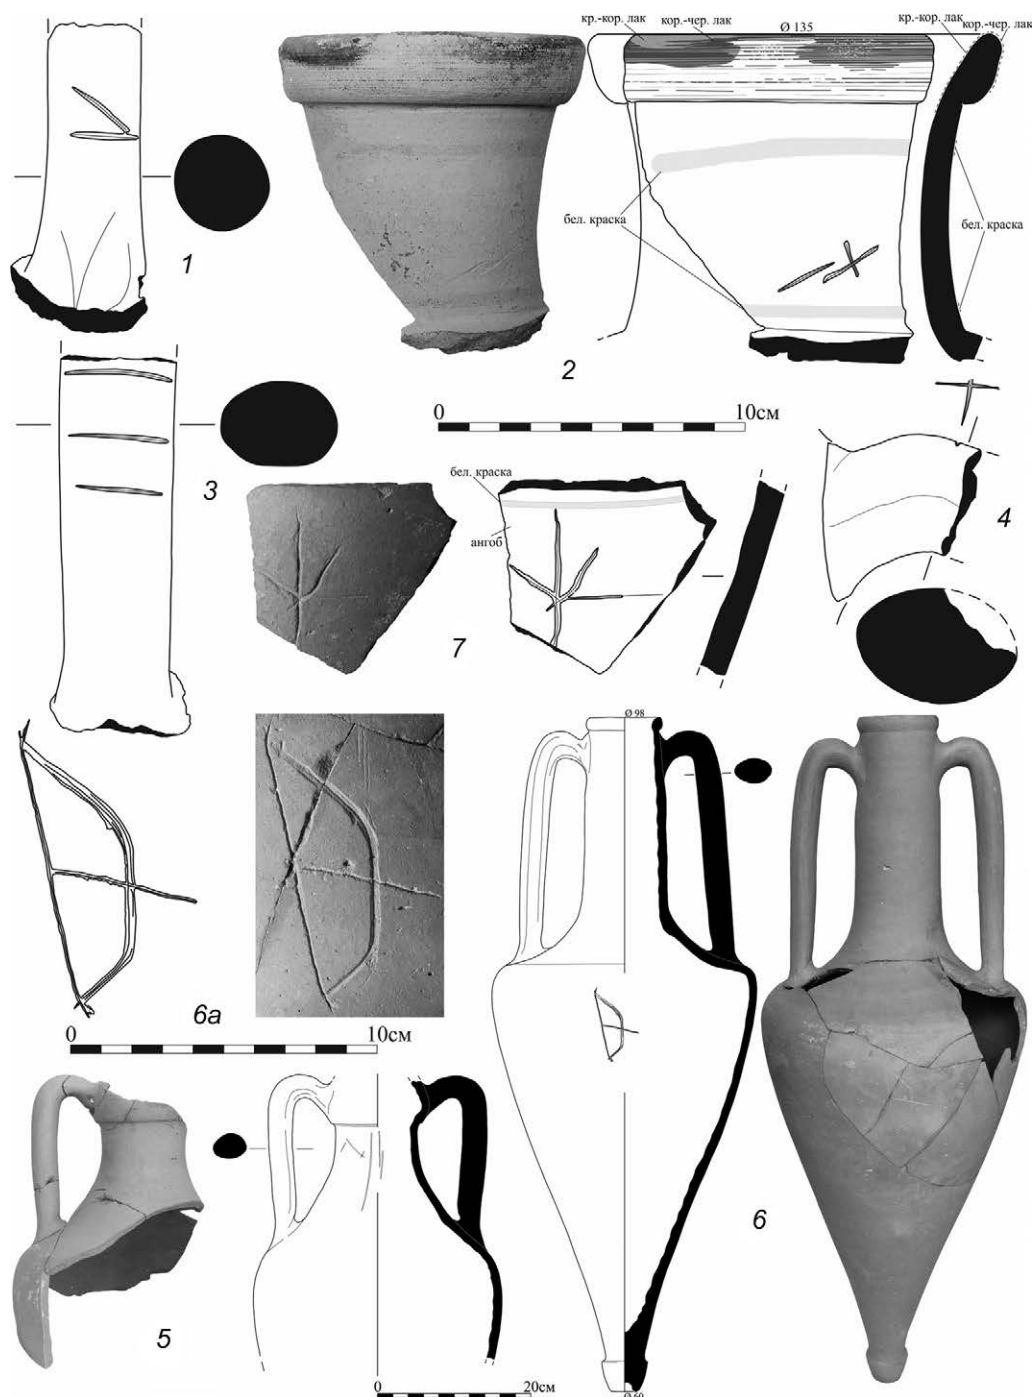 кр.-кор. лак
кор.-чер. лак
Ø 135
кр.-кор. лак
кор.-чер. лак
бел. краска
бел. краска
1
2
0
10см
3
4
бел. краска
ангоб
7
Ø 98
6а
0
10см
6
5
0
20см
Ø 60